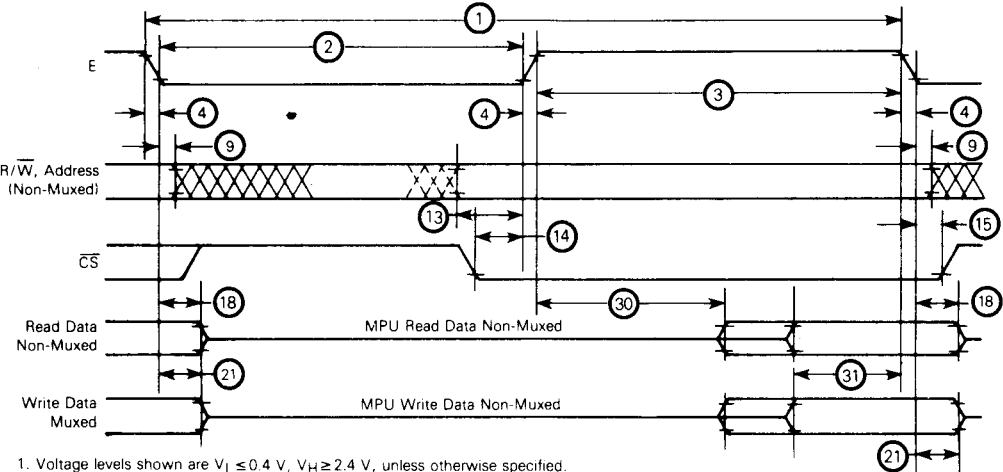 1
2
E
3
4
4
4
9
9
R/W̅, Address
(Non-Muxed)
13
14
15
C̅S̅
18
30
18
Read Data
Non-Muxed
MPU Read Data Non-Muxed
21
31
Write Data
Muxed
MPU Write Data Non-Muxed
21
1. Voltage levels shown are V_L ≤0.4 V, V_H≥2.4 V, unless otherwise specified.